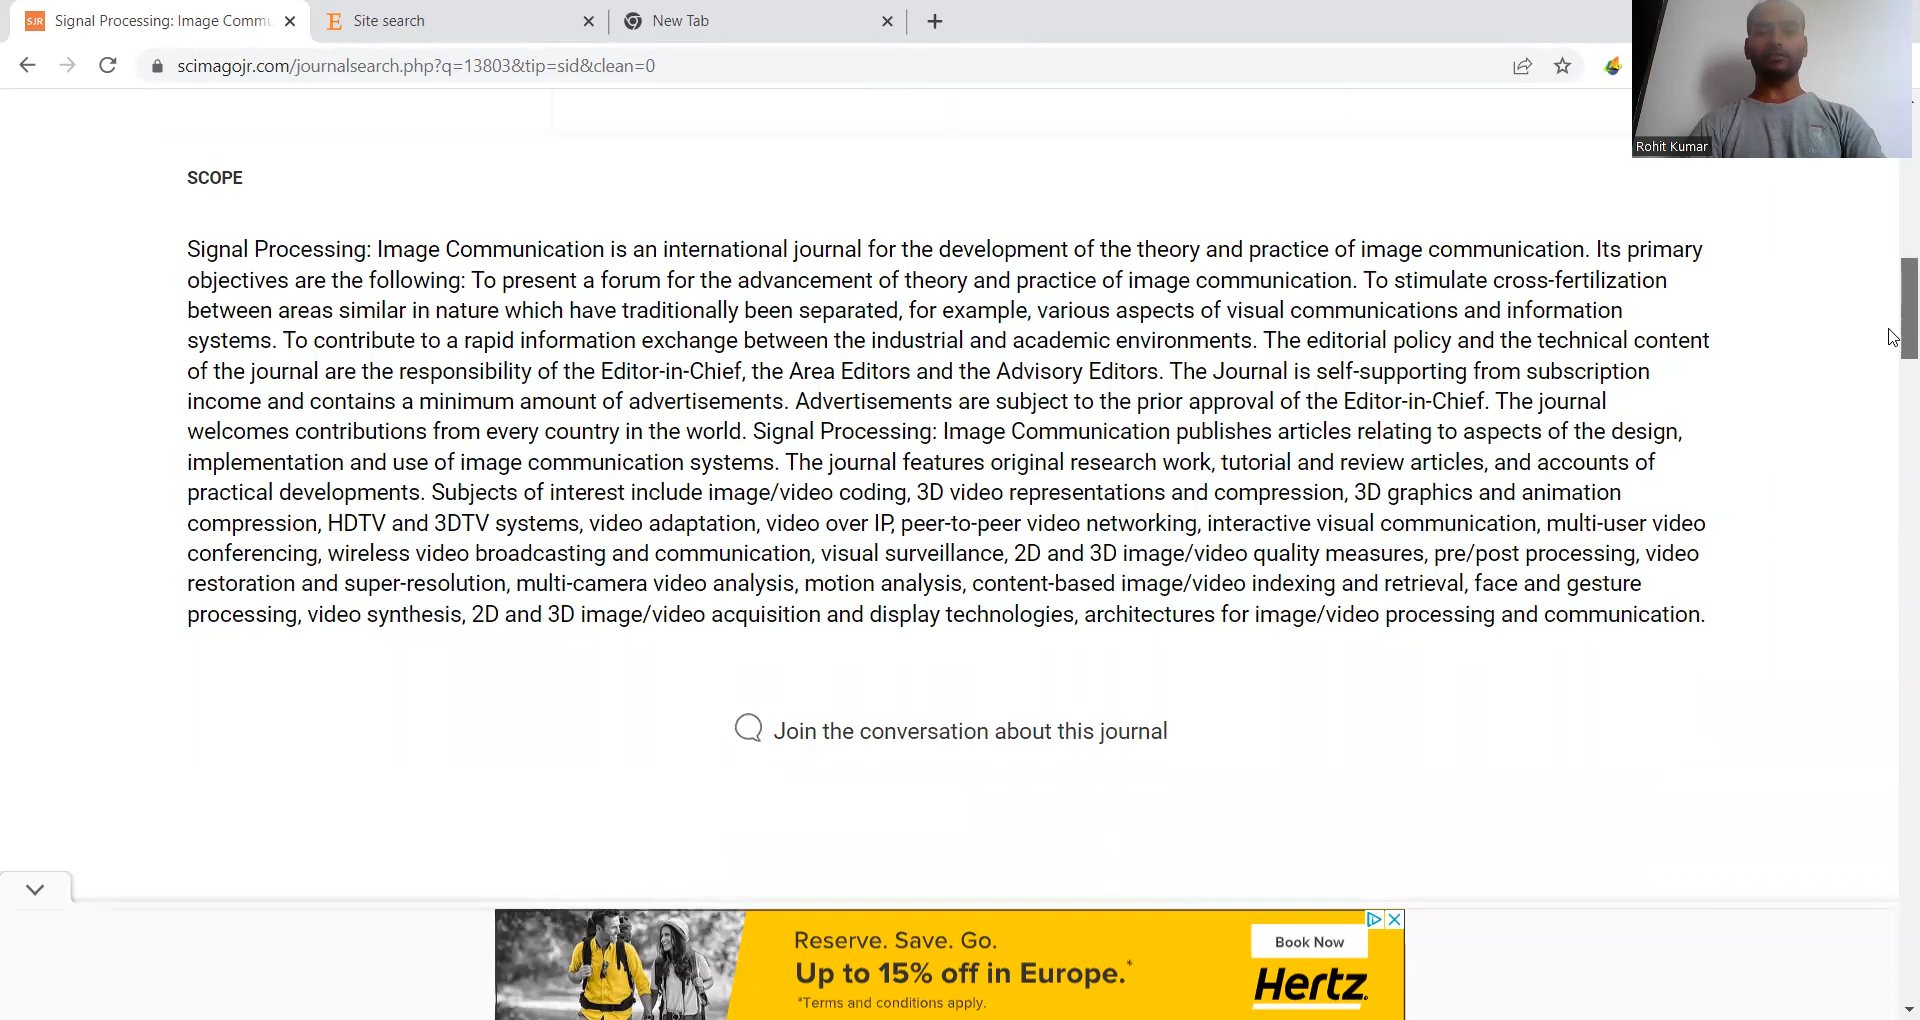 SJR Signal Processing: Image Commu
E Site search
New Tab
scimagojr.com/journalsearch.php?q=13803&tip=sid&clean=0
Rohit Kumar
SCOPE
Signal Processing: Image Communication is an international journal for the development of the theory and practice of image communication. Its primary
objectives are the following: To present a forum for the advancement of theory and practice of image communication. To stimulate cross-fertilization
between areas similar in nature which have traditionally been separated, for example, various aspects of visual communications and information
systems. To contribute to a rapid information exchange between the industrial and academic environments. The editorial policy and the technical content
of the journal are the responsibility of the Editor-in-Chief, the Area Editors and the Advisory Editors. The Journal is self-supporting from subscription
income and contains a minimum amount of advertisements. Advertisements are subject to the prior approval of the Editor-in-Chief. The journal
welcomes contributions from every country in the world. Signal Processing: Image Communication publishes articles relating to aspects of the design,
implementation and use of image communication systems. The journal features original research work, tutorial and review articles, and accounts of
practical developments. Subjects of interest include image/video coding, 3D video representations and compression, 3D graphics and animation
compression, HDTV and 3DTV systems, video adaptation, video over IP, peer-to-peer video networking, interactive visual communication, multi-user video
conferencing, wireless video broadcasting and communication, visual surveillance, 2D and 3D image/video quality measures, pre/post processing, video
restoration and super-resolution, multi-camera video analysis, motion analysis, content-based image/video indexing and retrieval, face and gesture
processing, video synthesis, 2D and 3D image/video acquisition and display technologies, architectures for image/video processing and communication.
Join the conversation about this journal
Reserve. Save. Go.
Up to 15% off in Europe.*
*Terms and conditions apply.
Book Now
Hertz.